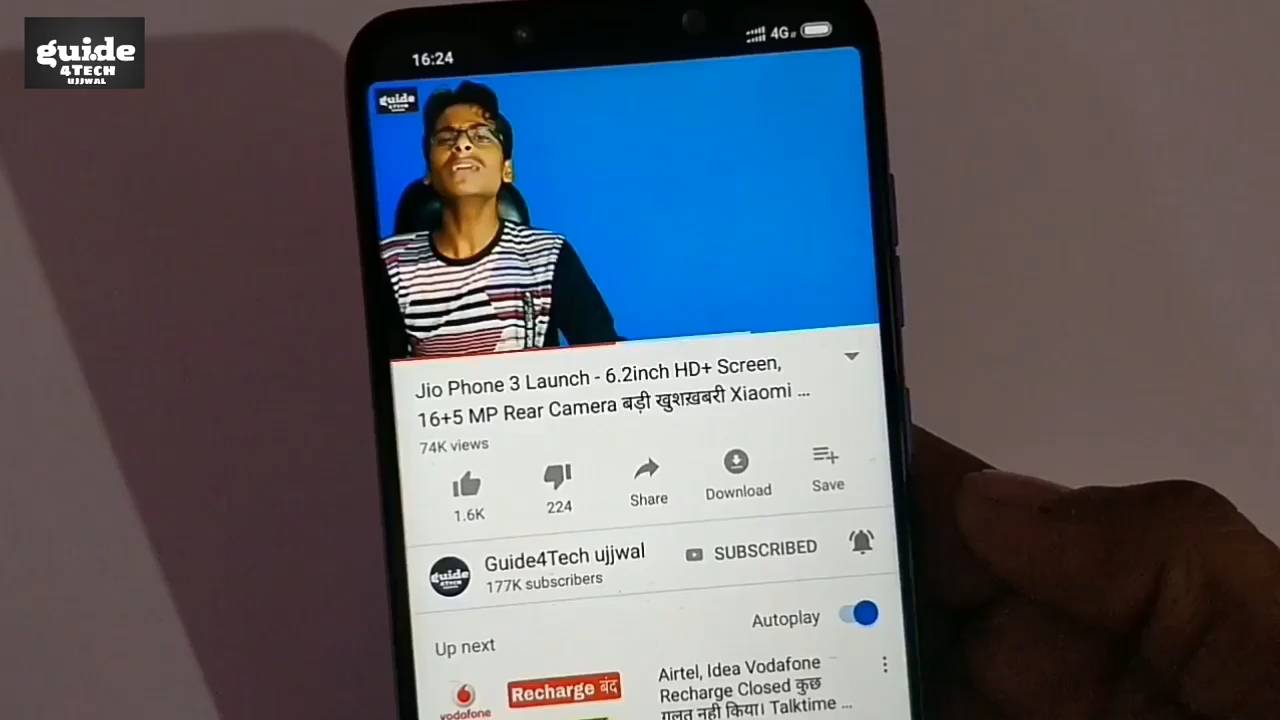 guide
4TECH
UJJWAL
16:24
4G
guide
Jio Phone 3 Launch - 6.2inch HD+ Screen,
16+5 MP Rear Camera बड़ी खुशख़बरी Xiaomi ...
74K views
1.6K
224
Share
Download
Save
guide
4TECH
Guide4Tech ujjwal
177K subscribers
SUBSCRIBED
Autoplay
Up next
vodafone
Recharge बंद
Airtel, Idea Vodafone
Recharge Closed कुछ
गलत नही किया। Talktime ...